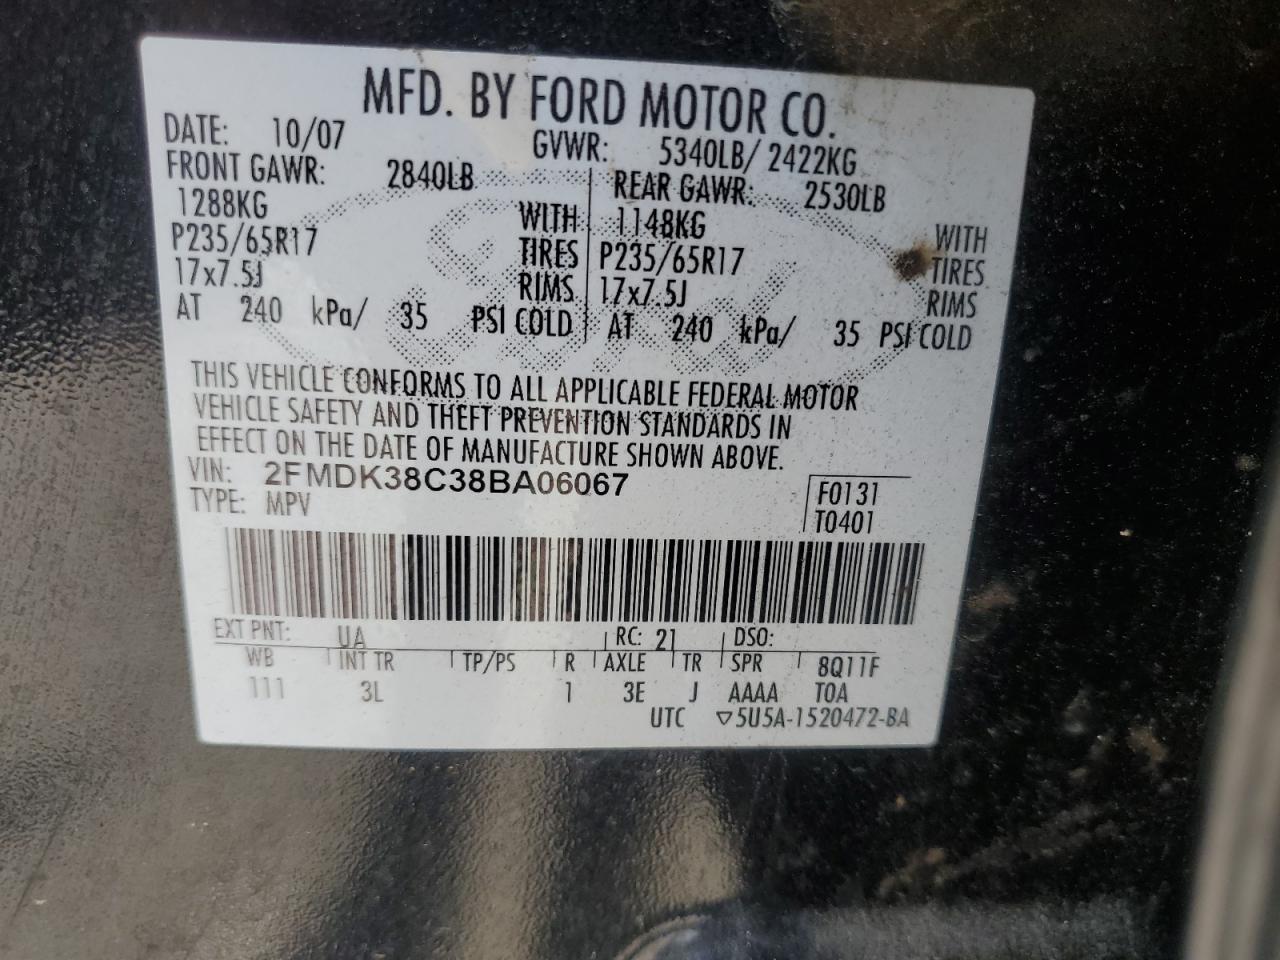 MFD. BY FORD MOTOR CO.
DATE: 10/07 GVWR: 5340LB/ 2422KG
FRONT GAWR: 2840LB REAR GAWR: 2530LB
1288KG WITH 1148KG WITH
P235/65R17 TIRES P235/65R17 TIRES
17x7.5J RIMS 17x7.5J RIMS
AT 240 kPa/ 35 PSI COLD AT 240 kPa/ 35 PSI COLD
THIS VEHICLE CONFORMS TO ALL APPLICABLE FEDERAL MOTOR
VEHICLE SAFETY AND THEFT PREVENTION STANDARDS IN
EFFECT ON THE DATE OF MANUFACTURE SHOWN ABOVE.
VIN: 2FMDK38C38BA06067
TYPE: MPV
F0131
T0401
EXT PNT: UA RC: 21 DSO:
WB INT TR TP/PS R AXLE TR SPR 8Q11F
111 3L 1 3E J AAAA TOA
UTC ▽5U5A-1520472-BA